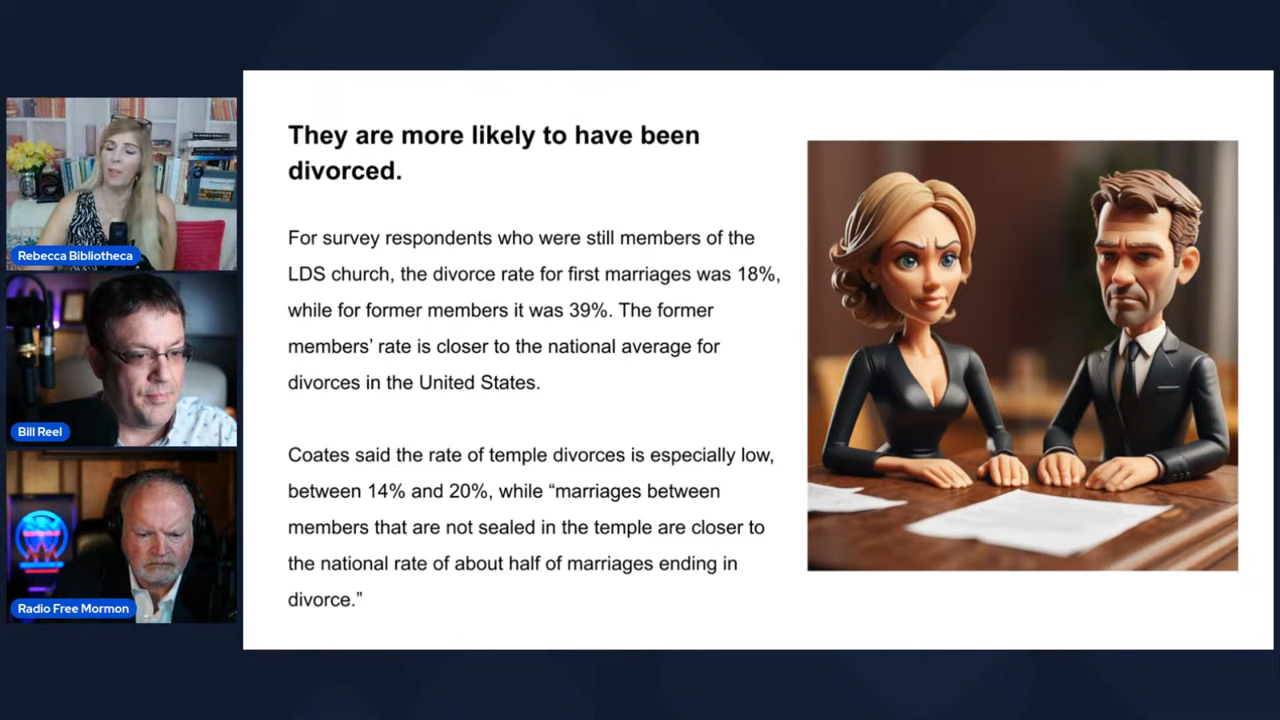 They are more likely to have been
divorced.
For survey respondents who were still members of the
LDS church, the divorce rate for first marriages was 18%,
while for former members it was 39%. The former
members’ rate is closer to the national average for
divorces in the United States.
Coates said the rate of temple divorces is especially low,
between 14% and 20%, while “marriages between
members that are not sealed in the temple are closer to
the national rate of about half of marriages ending in
divorce.”
Rebecca Bibliotheca
Bill Reel
Radio Free Mormon